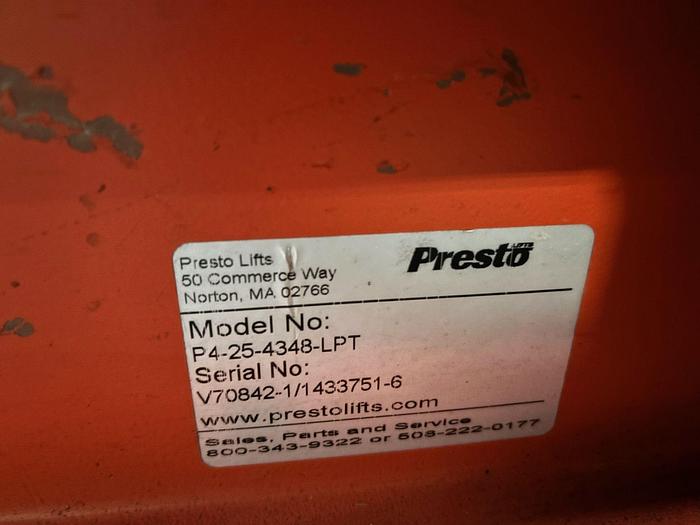 Presto Lifts
50 Commerce Way
Norton, MA 02766
Presto LIFTS
Model No:
P4-25-4348-LPT
Serial No:
V70842-1/1433751-6
www.prestolifts.com
Sales, Parts and Service
800-343-9322 or 508-222-0177